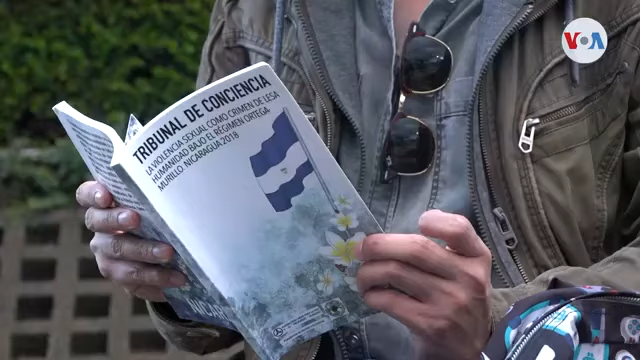 VOA
TRIBUNAL DE CONCIENCIA
LA VIOLENCIA SEXUAL COMO CRIMEN DE LESA
HUMANIDAD BAJO EL RÉGIMEN ORTEGA
MURILLO. NICARAGUA 2018